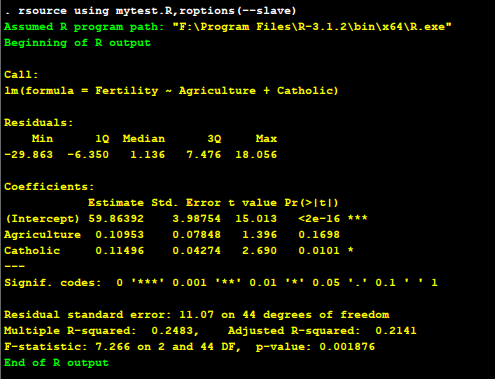 . rsource using mytest.R,roptions(--slave)
Assumed R program path: "F:\Program Files\R-3.1.2\bin\x64\R.exe"
Beginning of R output
Call:
lm(formula = Fertility ~ Agriculture + Catholic)
Residuals:
    Min      1Q  Median      3Q     Max
-29.863  -6.350   1.136   7.476  18.056
Coefficients:
            Estimate Std. Error t value Pr(>|t|)
(Intercept) 59.86392    3.98754  15.013   <2e-16 ***
Agriculture  0.10953    0.07848   1.396   0.1698
Catholic     0.11496    0.04274   2.690   0.0101 *
---
Signif. codes:  0 '***' 0.001 '**' 0.01 '*' 0.05 '.' 0.1 ' ' 1
Residual standard error: 11.07 on 44 degrees of freedom
Multiple R-squared:  0.2483,    Adjusted R-squared:  0.2141
F-statistic: 7.266 on 2 and 44 DF,  p-value: 0.001876
End of R output